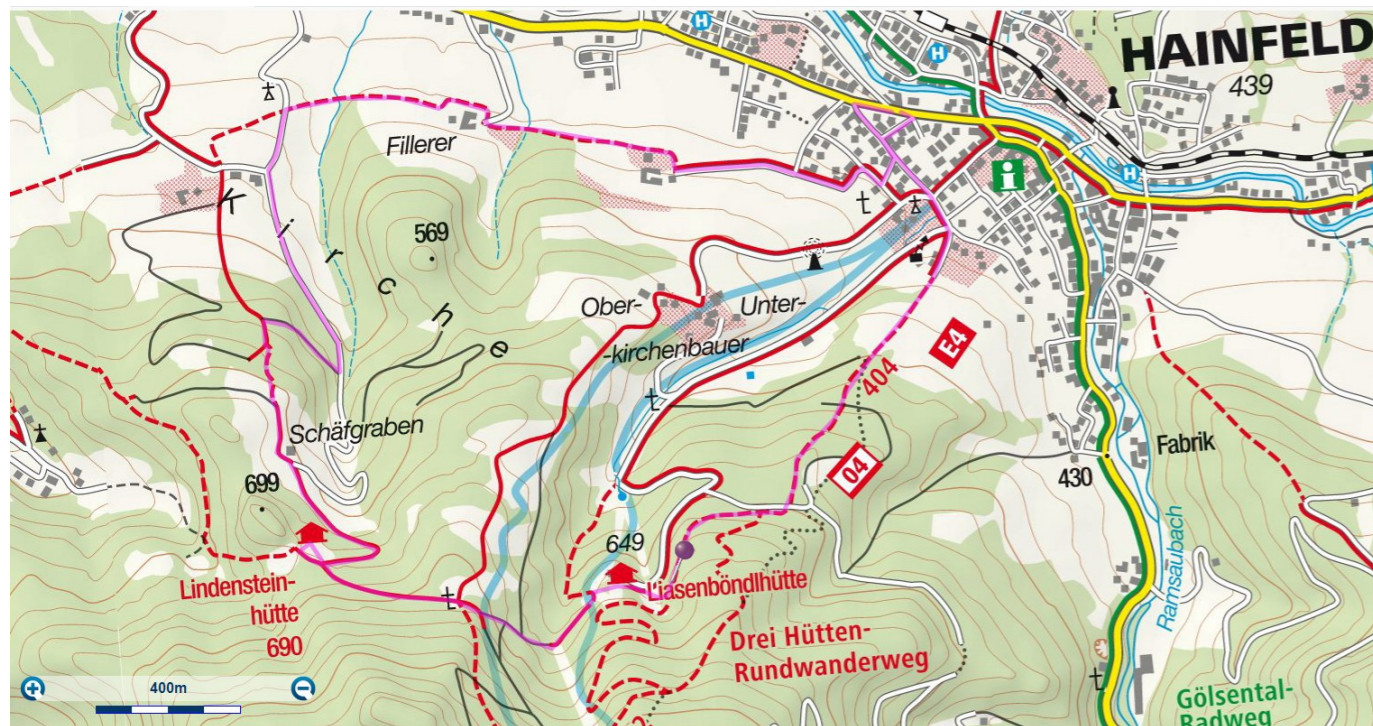 HAINFELD
439
H
H
H
i
Fillerer
569
K i r c h e
Ober-
Unter-
-kirchenbauer
E4
404
04
Schäfgraben
699
649
430
Fabrik
Lindenstein-
hütte
690
Liasenböndlhütte
Drei Hütten-
Rundwanderweg
Ramsaulbach
Gölsental-
Radweg
400m